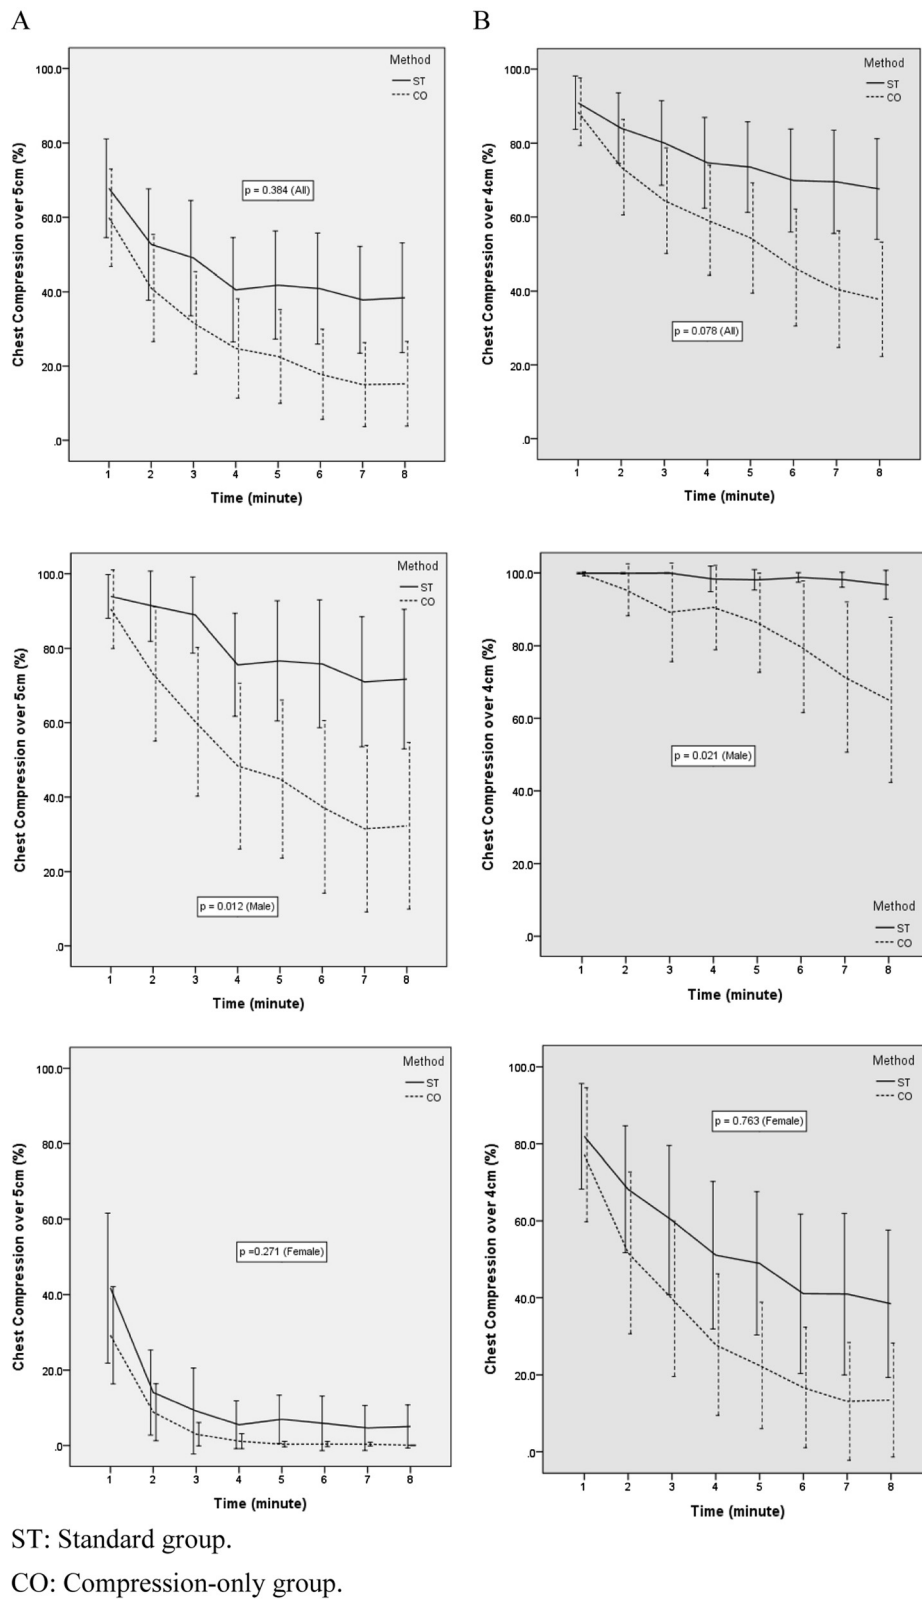 A
B
Method
ST
CO
100.0
80.0
60.0
40.0
20.0
.0
Chest Compression over 5cm (%)
p = 0.384 (All)
1 2 3 4 5 6 7 8
Time (minute)
Method
ST
CO
100.0
80.0
60.0
40.0
20.0
.0
Chest Compression over 4cm (%)
p = 0.078 (All)
1 2 3 4 5 6 7 8
Time (minute)
Method
ST
CO
100.0
80.0
60.0
40.0
20.0
.0
Chest Compression over 5cm (%)
p = 0.012 (Male)
1 2 3 4 5 6 7 8
Time (minute)
100.0
80.0
60.0
40.0
20.0
.0
Chest Compression over 4cm (%)
p = 0.021 (Male)
Method
ST
CO
1 2 3 4 5 6 7 8
Time (minute)
Method
ST
CO
100.0
80.0
60.0
40.0
20.0
.0
Chest Compression over 5cm (%)
p =0.271 (Female)
1 2 3 4 5 6 7 8
Time (minute)
Method
ST
CO
100.0
80.0
60.0
40.0
20.0
.0
Chest Compression over 4cm (%)
p = 0.763 (Female)
1 2 3 4 5 6 7 8
Time (minute)
ST: Standard group.
CO: Compression-only group.